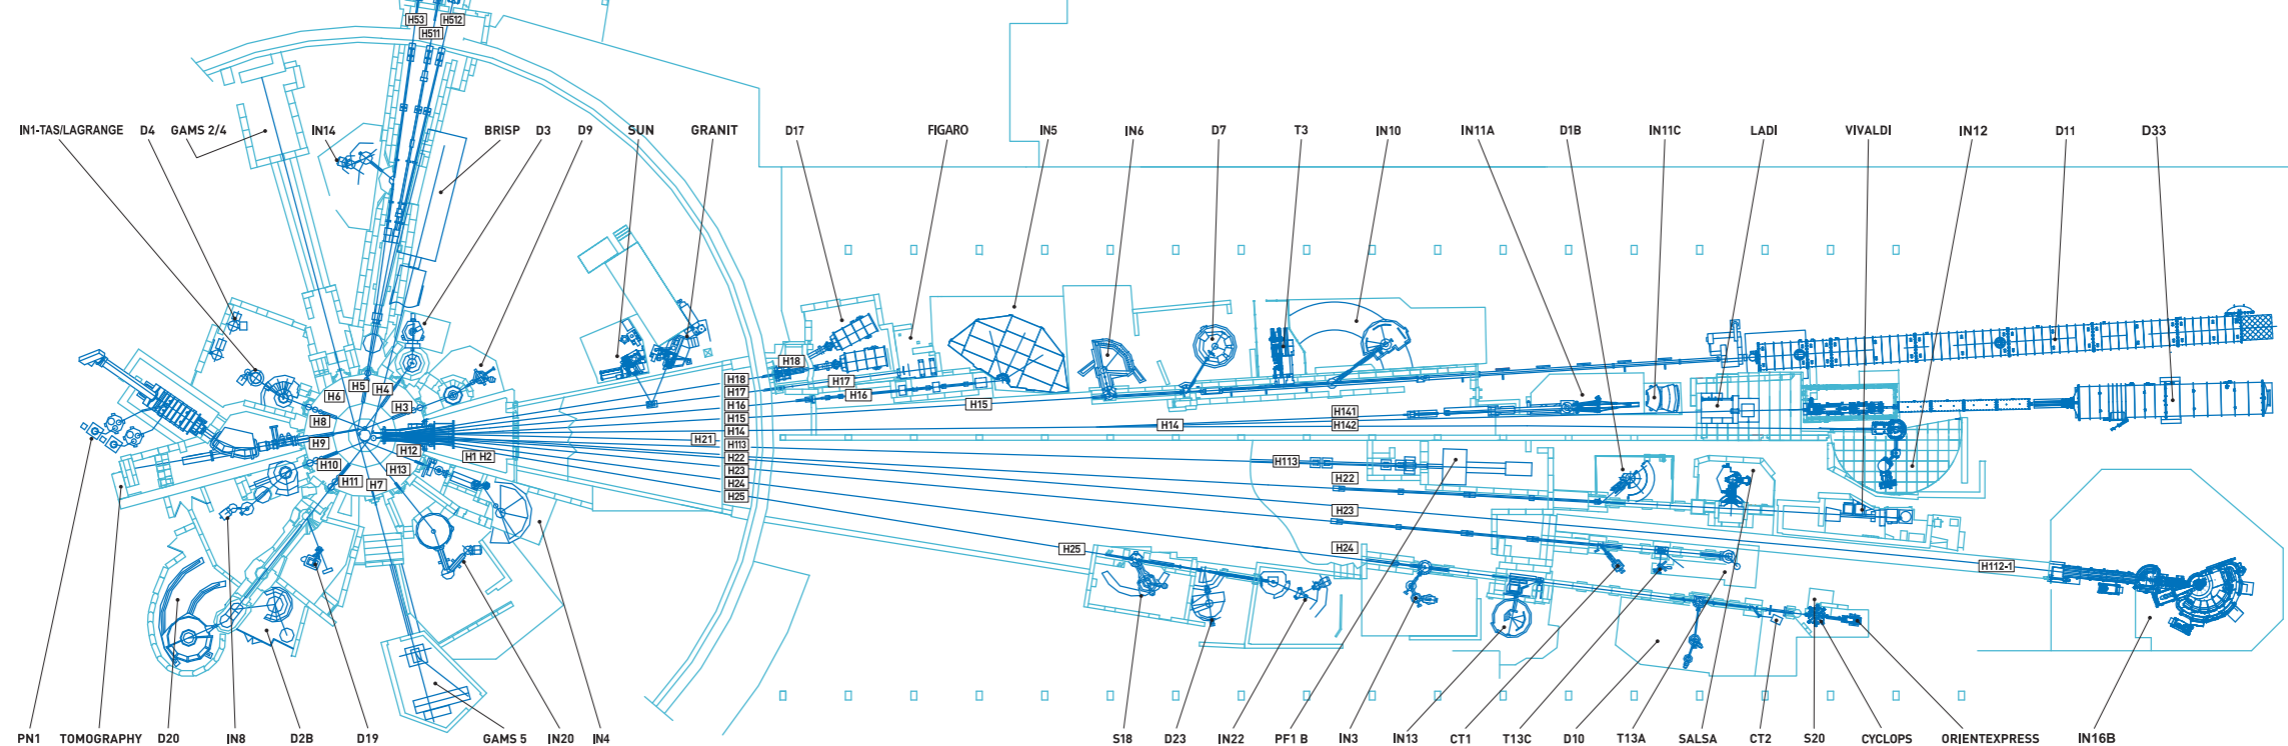 H53 H512
H511
IN1-TAS/LAGRANGE D4 GAMS 2/4 IN14 BRISP D3 D9 SUN GRANIT D17 FIGARO IN5 IN6 D7 T3 IN10 IN11A D1B IN11C LADI VIVALDI IN12 D11 D33
H18
H18
H17
H5 H4
H17
H6
H16
H16
H3
H15
H15
H141
H8
H15
H14
H142
H14
H9
H21
H113
H12
H1 H2
H22
H113
H10
H13
H23
H22
H11 H7
H24
H25
H23
H24
H25
H112-1
PN1 TOMOGRAPHY D20 IN8 D2B D19 GAMS 5 IN20 IN4 S18 D23 IN22 PF1 B IN3 IN13 CT1 T13C D10 T13A SALSA CT2 S20 CYCLOPS ORIENTEXPRESS IN16B